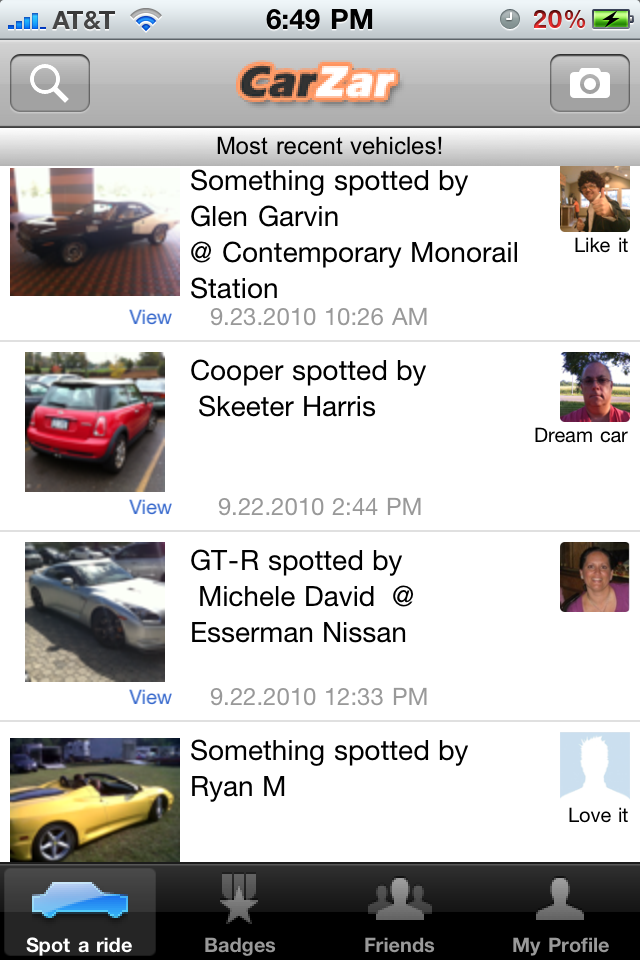 AT&T 6:49 PM 20%
CarZar
Most recent vehicles!
Something spotted by
Glen Garvin
@ Contemporary Monorail
Station
Like it
View 9.23.2010 10:26 AM
Cooper spotted by
Skeeter Harris
Dream car
View 9.22.2010 2:44 PM
GT-R spotted by
Michele David @
Esserman Nissan
View 9.22.2010 12:33 PM
Something spotted by
Ryan M
Love it
Spot a ride Badges Friends My Profile